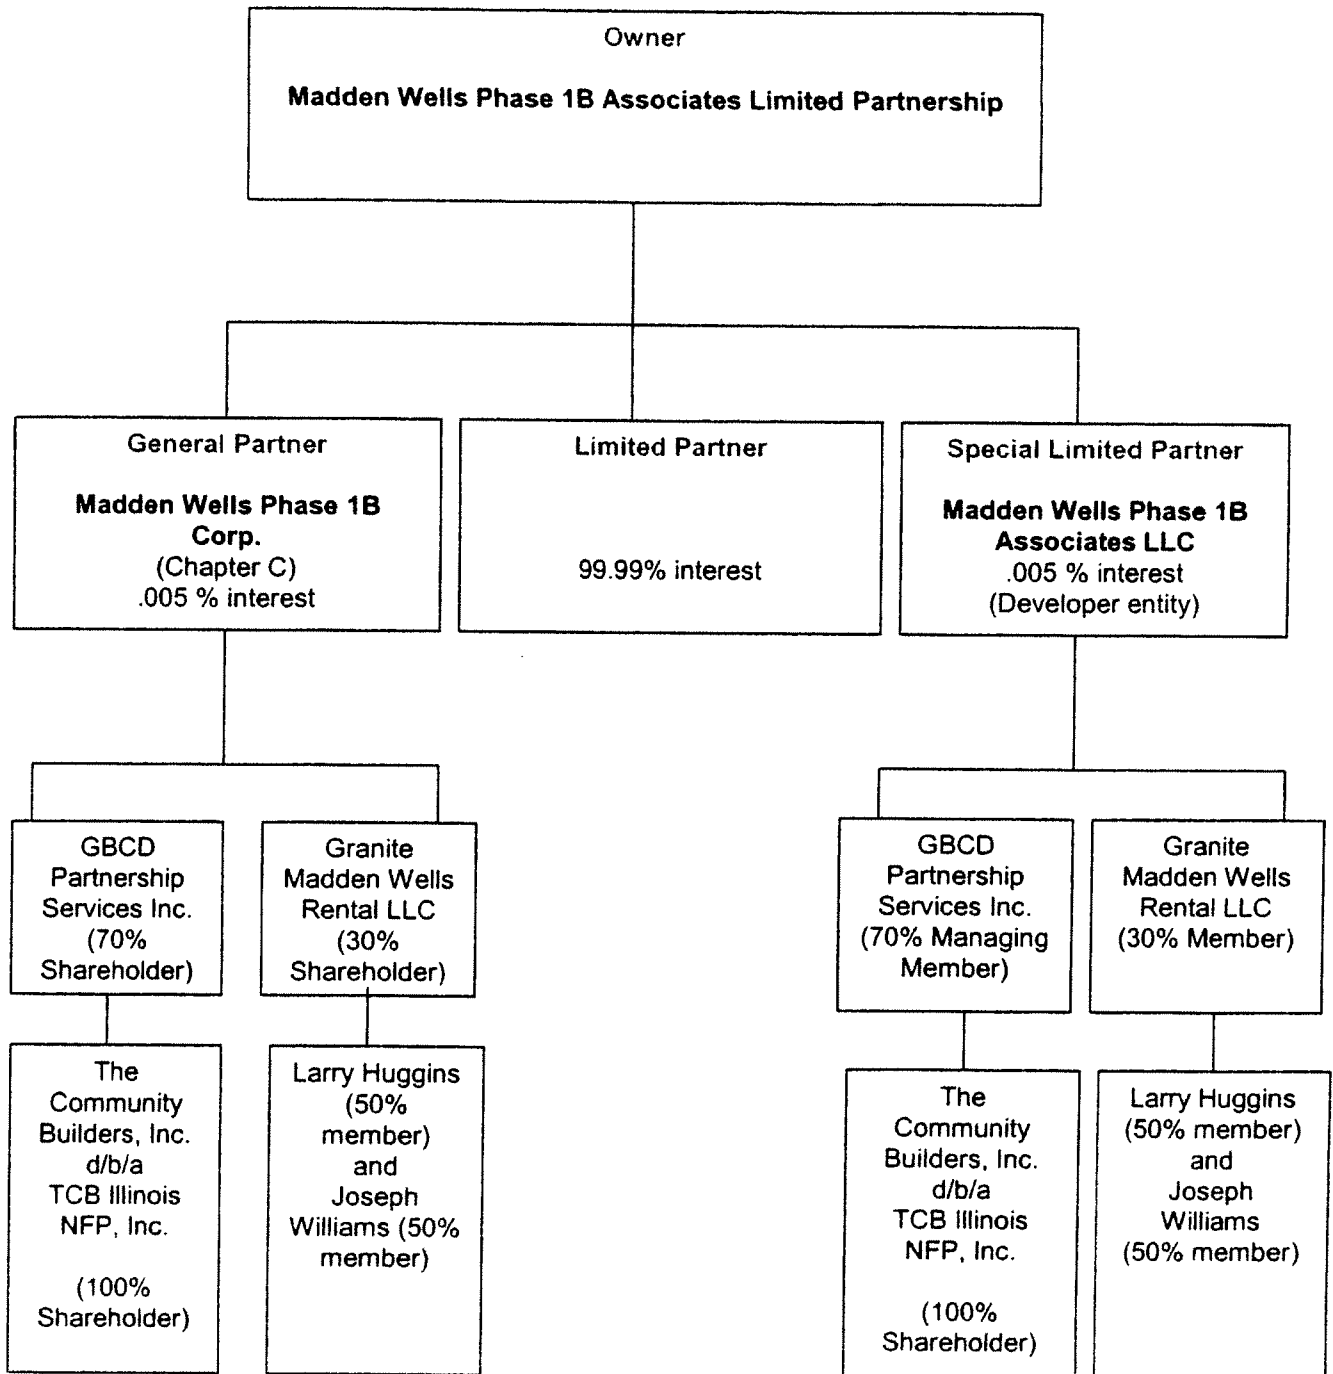 Owner
Madden Wells Phase 1B Associates Limited Partnership
General Partner
Madden Wells Phase 1B
Corp.
(Chapter C)
.005 % interest
Limited Partner
99.99% interest
Special Limited Partner
Madden Wells Phase 1B
Associates LLC
.005 % interest
(Developer entity)
GBCD
Partnership
Services Inc.
(70%
Shareholder)
Granite
Madden Wells
Rental LLC
(30%
Shareholder)
GBCD
Partnership
Services Inc.
(70% Managing
Member)
Granite
Madden Wells
Rental LLC
(30% Member)
The
Community
Builders, Inc.
d/b/a
TCB Illinois
NFP, Inc.
(100%
Shareholder)
Larry Huggins
(50%
member)
and
Joseph
Williams (50%
member)
The
Community
Builders, Inc.
d/b/a
TCB Illinois
NFP, Inc.
(100%
Shareholder)
Larry Huggins
(50% member)
and
Joseph
Williams
(50% member)